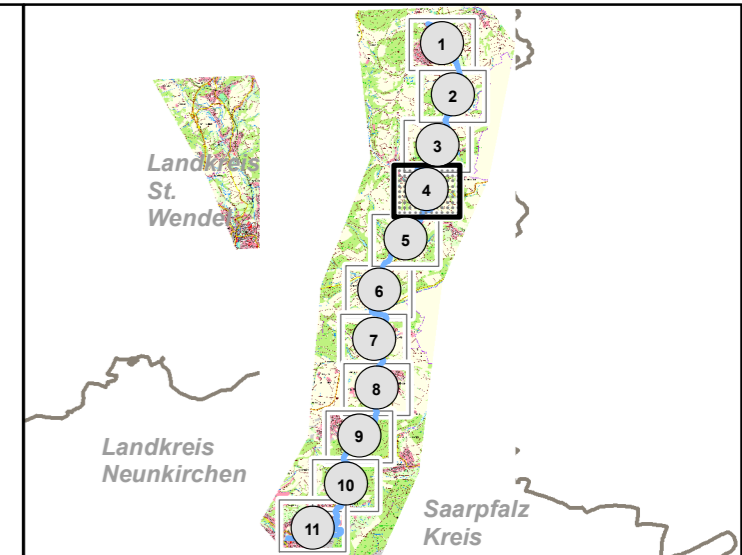 1
2
3
Landkreis
St.
Wendel
4
5
6
7
8
9
Landkreis
Neunkirchen
10
Saarpfalz
Kreis
11